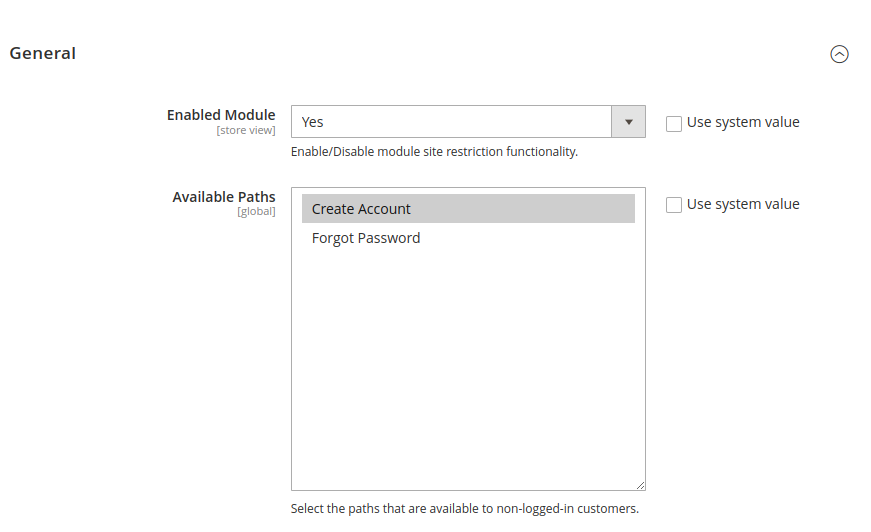 General
Enabled Module
[store view]
Yes
Use system value
Enable/Disable module site restriction functionality.
Available Paths
[global]
Create Account
Forgot Password
Use system value
Select the paths that are available to non-logged-in customers.